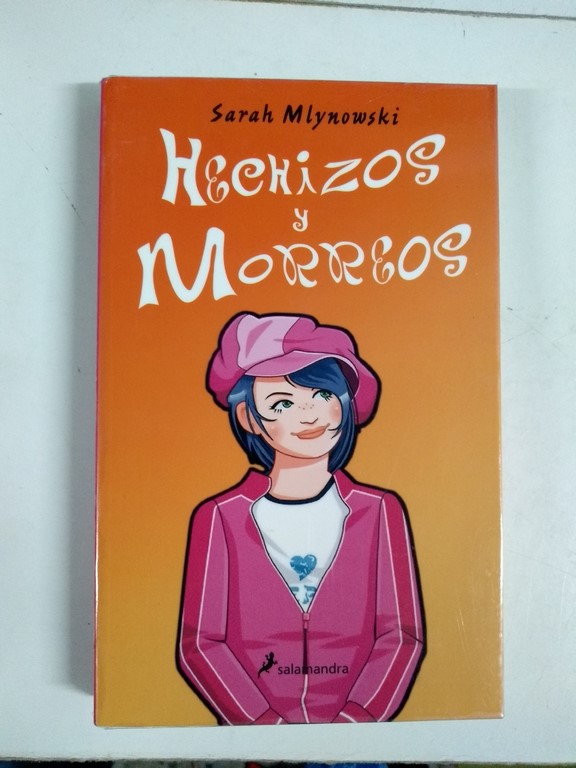 Sarah Mlynowski
HECHiZOS
y
MORREOS
salamandra